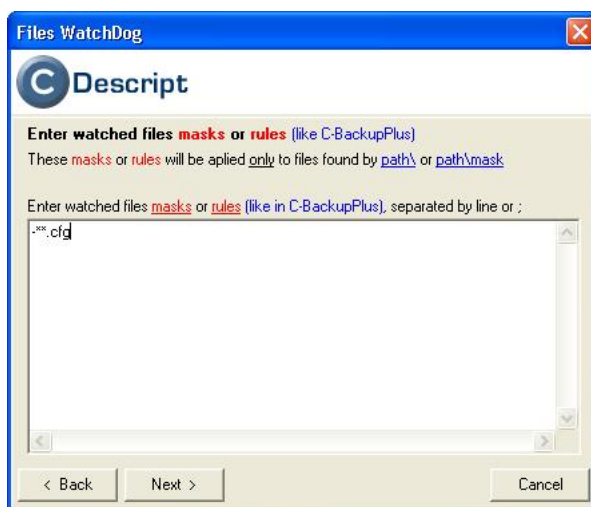 Files WatchDog
C Descript
Enter watched files masks or rules (like C-BackupPlus)
These masks or rules will be aplied only to files found by path\ or path\mask
Enter watched files masks or rules (like in C-BackupPlus), separated by line or ;
-**.cfg
< Back Next > Cancel